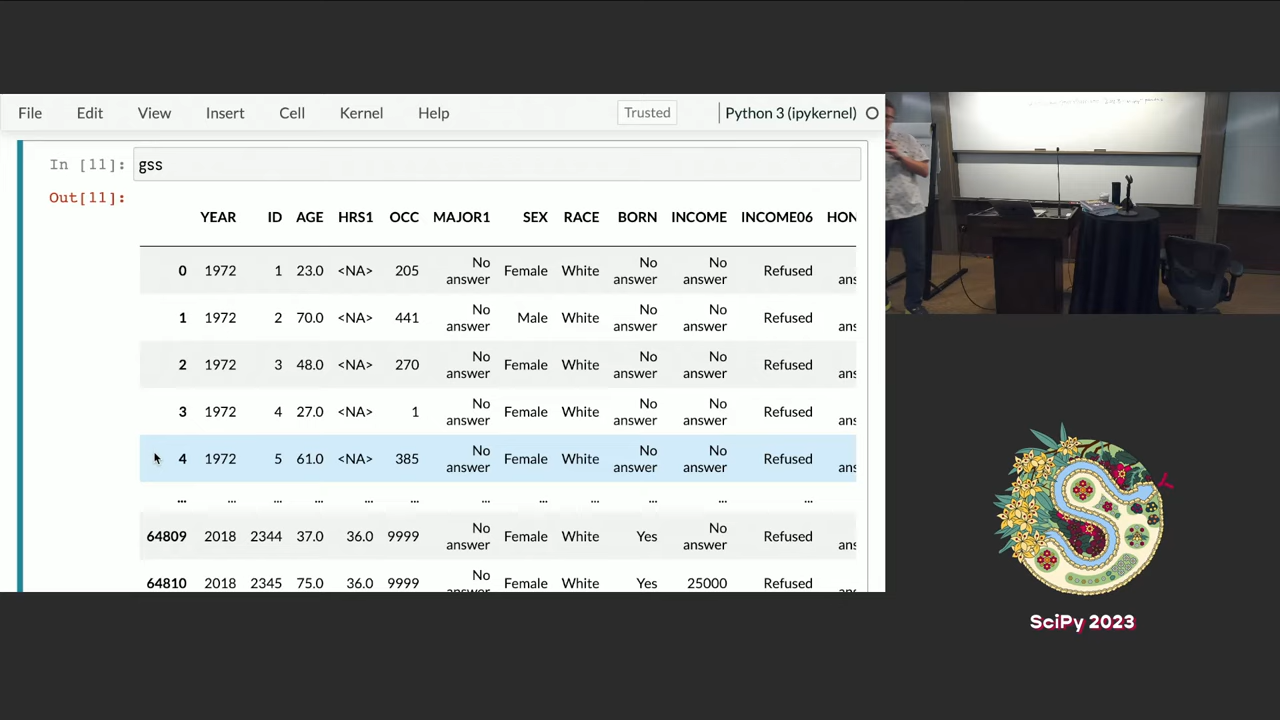 File Edit View Insert Cell Kernel Help Trusted Python 3 (ipykernel)
In [11]: gss
Out[11]:
YEAR ID AGE HRS1 OCC MAJOR1 SEX RACE BORN INCOME INCOME06 HON
0 1972 1 23.0 <NA> 205 No answer Female White No answer No answer Refused ans
1 1972 2 70.0 <NA> 441 No answer Male White No answer No answer Refused ans
2 1972 3 48.0 <NA> 270 No answer Female White No answer No answer Refused ans
3 1972 4 27.0 <NA> 1 No answer Female White No answer No answer Refused ans
4 1972 5 61.0 <NA> 385 No answer Female White No answer No answer Refused ans
... ... ... ... ... ... ... ... ... ... ... ...
64809 2018 2344 37.0 36.0 9999 No answer Female White Yes No answer Refused
64810 2018 2345 75.0 36.0 9999 No answer Female White Yes 25000 Refused
SciPy 2023